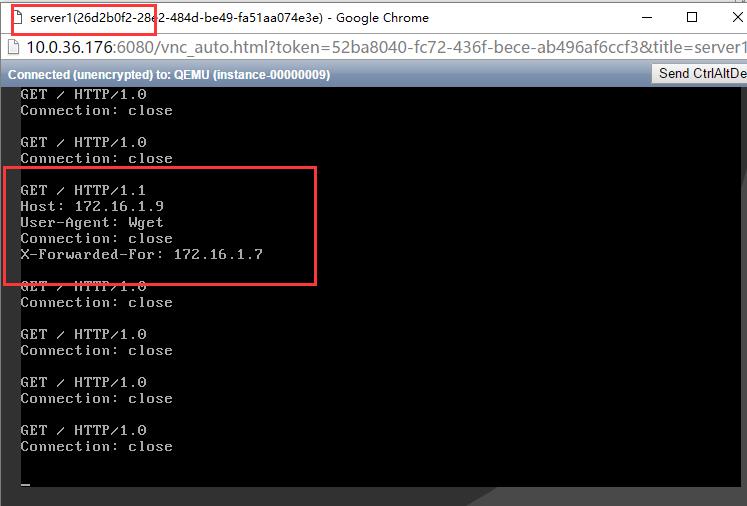 server1(26d2b0f2-28e2-484d-be49-fa51aa074e3e) - Google Chrome
10.0.36.176:6080/vnc_auto.html?token=52ba8040-fc72-436f-bece-ab496af6ccf3&title=server1
Connected (unencrypted) to: QEMU (instance-00000009)
Send CtrlAltDe
GET / HTTP/1.0
Connection: close
GET / HTTP/1.0
Connection: close
GET / HTTP/1.1
Host: 172.16.1.9
User-Agent: Wget
Connection: close
X-Forwarded-For: 172.16.1.7
GET / HTTP/1.0
Connection: close
GET / HTTP/1.0
Connection: close
GET / HTTP/1.0
Connection: close
GET / HTTP/1.0
Connection: close